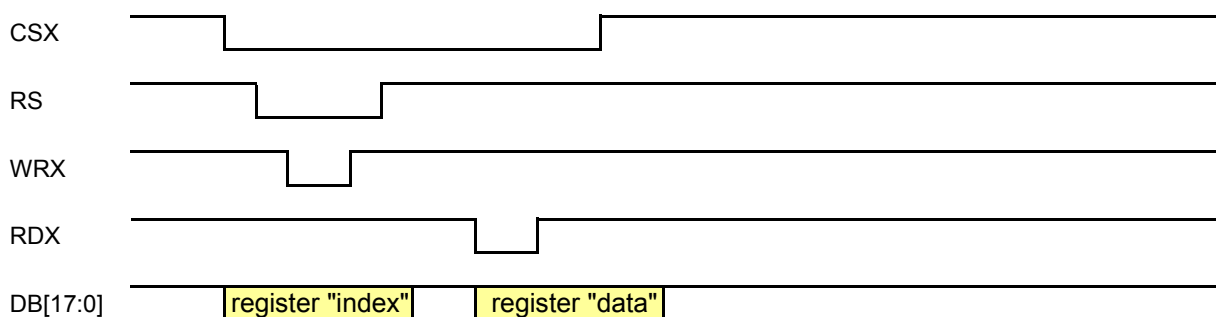 CSX
RS
WRX
RDX
DB[17:0] register "index" register "data"